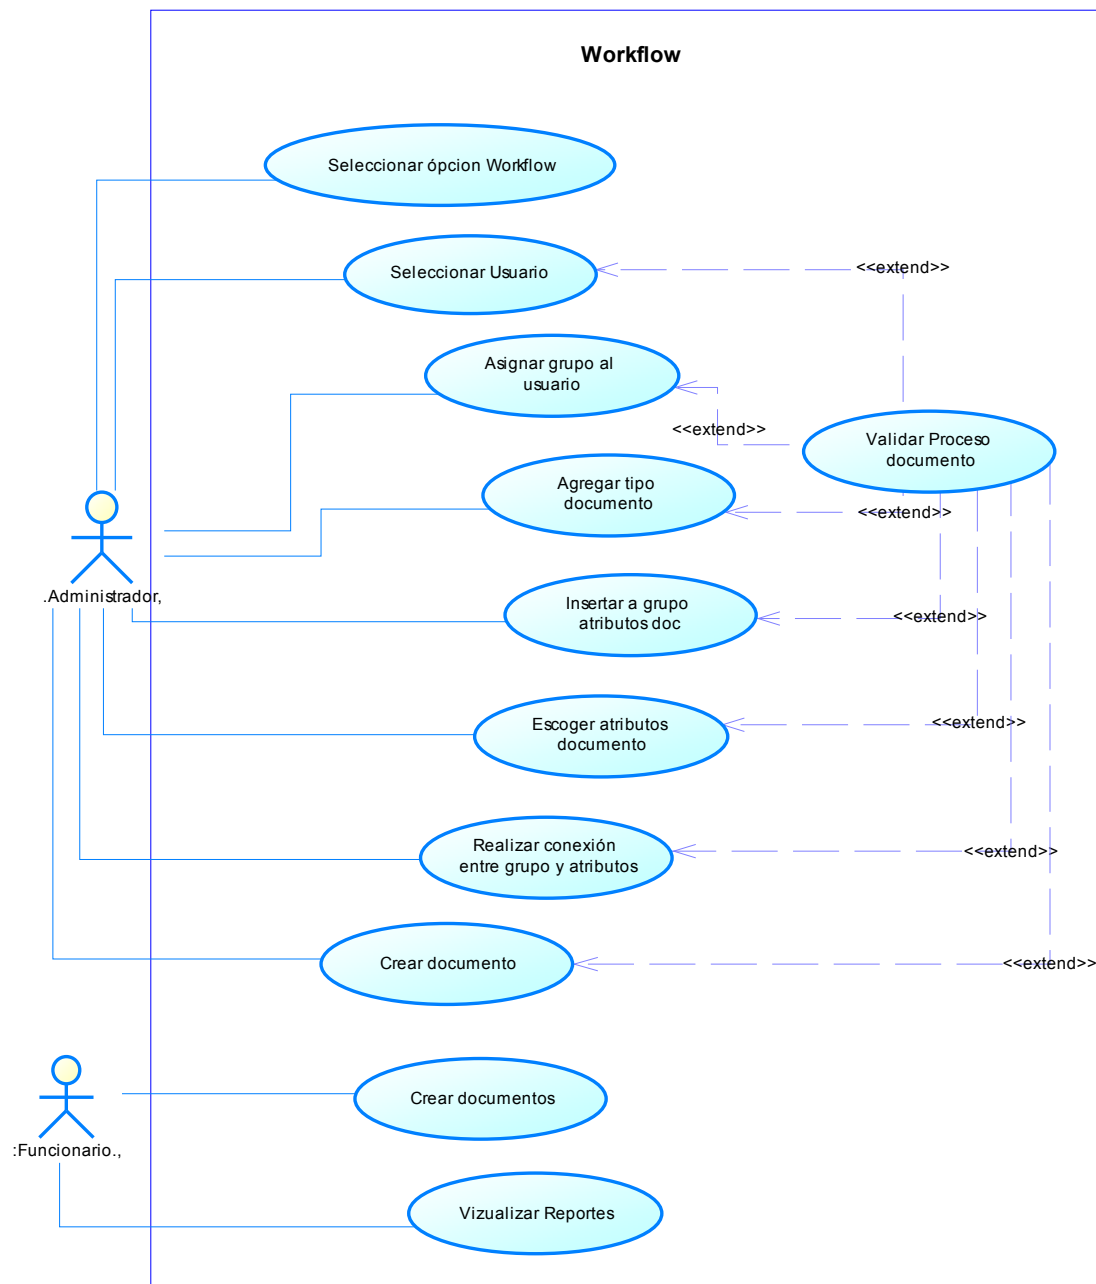 Workflow
Seleccionar ópcion Workflow
Seleccionar Usuario
<<extend>>
Asignar grupo al
usuario
<<extend>>
Validar Proceso
documento
Agregar tipo
documento
<<extend>>
.Administrador,
Insertar a grupo
atributos doc
<<extend>>
Escoger atributos
documento
<<extend>>
Realizar conexión
entre grupo y atributos
<<extend>>
Crear documento
<<extend>>
Crear documentos
:Funcionario.,
Vizualizar Reportes